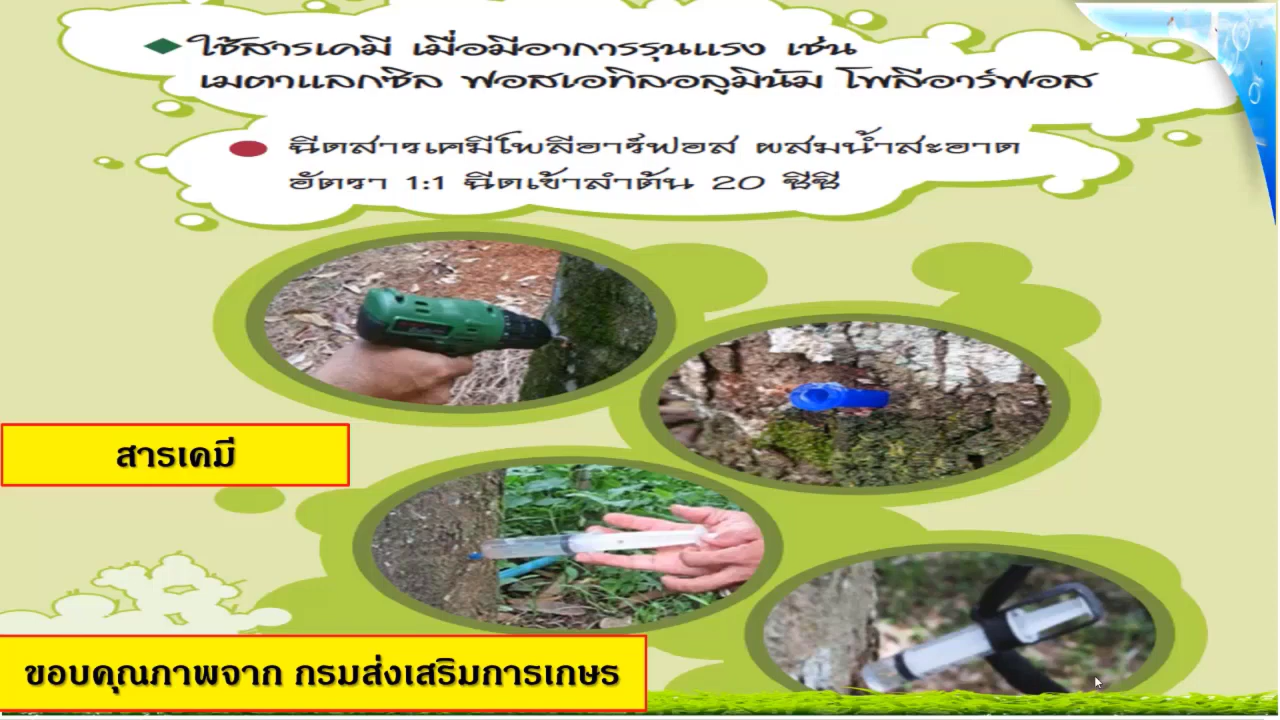 ใช้สารเคมี เมื่อมีอาการรุนแรง เช่น
เมตาแลกซิล ฟอสเอทิลอลูมินัม โพลีอาร์ฟอส
ฉีดสารเคมีโพลีอาร์ฟอส ผสมน้ำสะอาด
อัตรา 1:1 ฉีดเข้าลำต้น 20 ซีซี
สารเคมี
ขอบคุณภาพจาก กรมส่งเสริมการเกษร